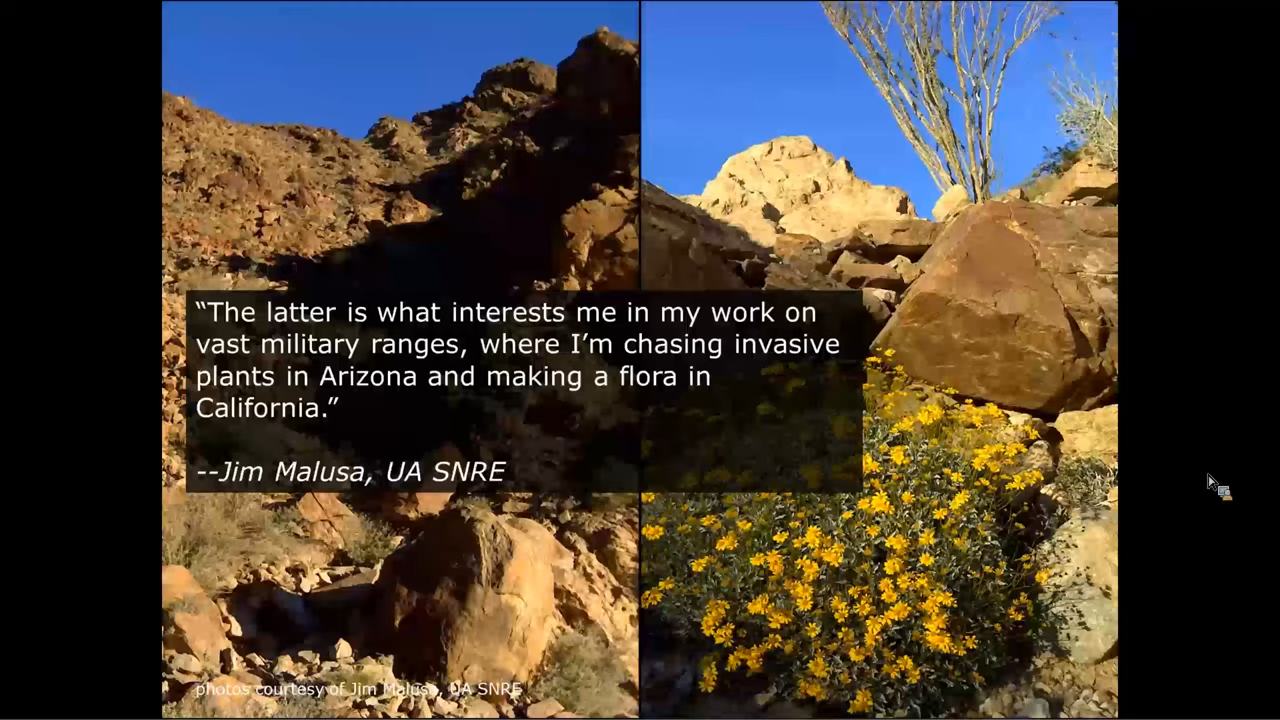 “The latter is what interests me in my work on
vast military ranges, where I’m chasing invasive
plants in Arizona and making a flora in
California.”
--Jim Malusa, UA SNRE
photos courtesy of Jim Malusa, UA SNRE